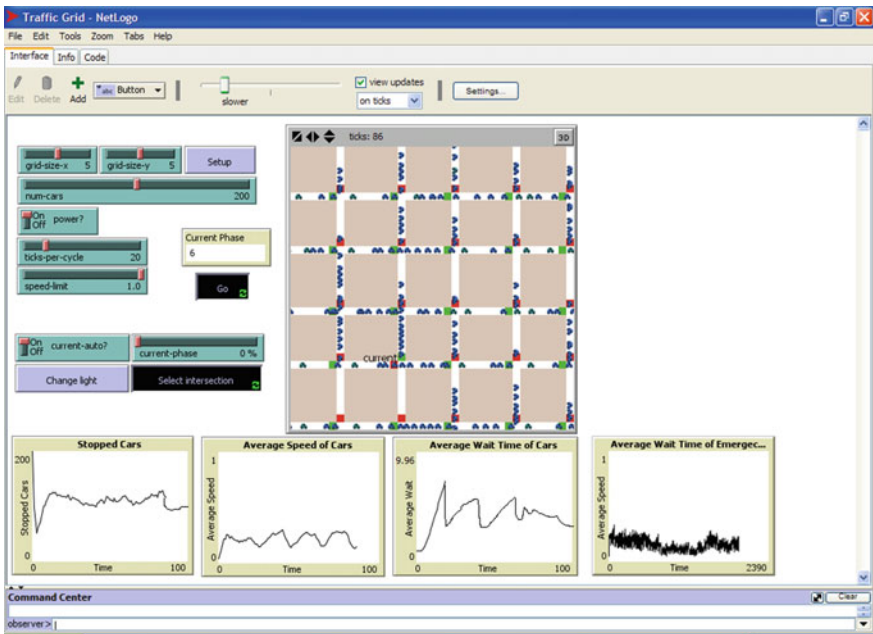 Traffic Grid - NetLogo
File Edit Tools Zoom Tabs Help
Interface Info Code
Edit Delete Add abc Button slower view updates on ticks Settings...
ticks: 86 3D
grid-size-x 5 grid-size-y 5 Setup
num-cars 200
On Off power?
ticks-per-cycle 20
speed-limit 1.0
Current Phase
6
Go
On Off current-auto? current-phase 0 %
Change light Select intersection
current
Stopped Cars
200
Stopped Cars
0
0 Time 100
Average Speed of Cars
1
Average Speed
0
0 Time 100
Average Wait Time of Cars
9.96
Average Wait
0
0 Time 100
Average Wait Time of Emergec...
1
Average Speed
0
0 Time 2390
Command Center Clear
observer>